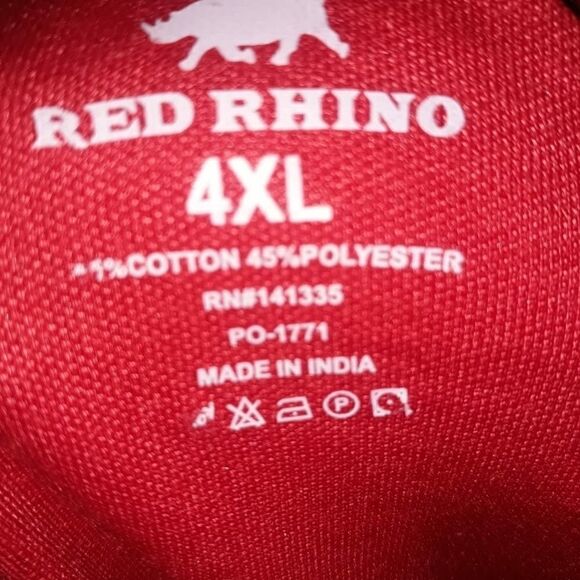 RED RHINO
4XL
COTTON 45%POLYESTER
RN#141335
PO-1771
MADE IN INDIA
P